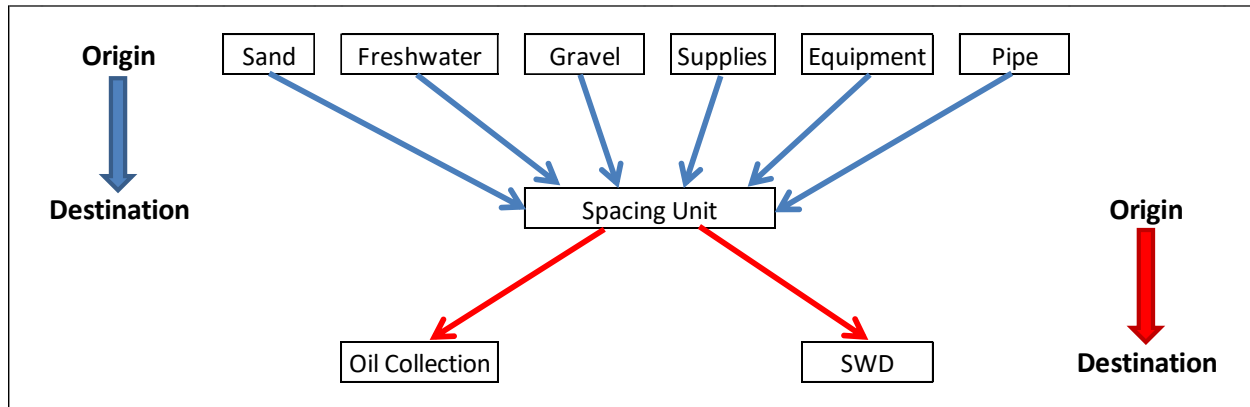 Origin
Sand
Freshwater
Gravel
Supplies
Equipment
Pipe
Destination
Spacing Unit
Origin
Oil Collection
SWD
Destination